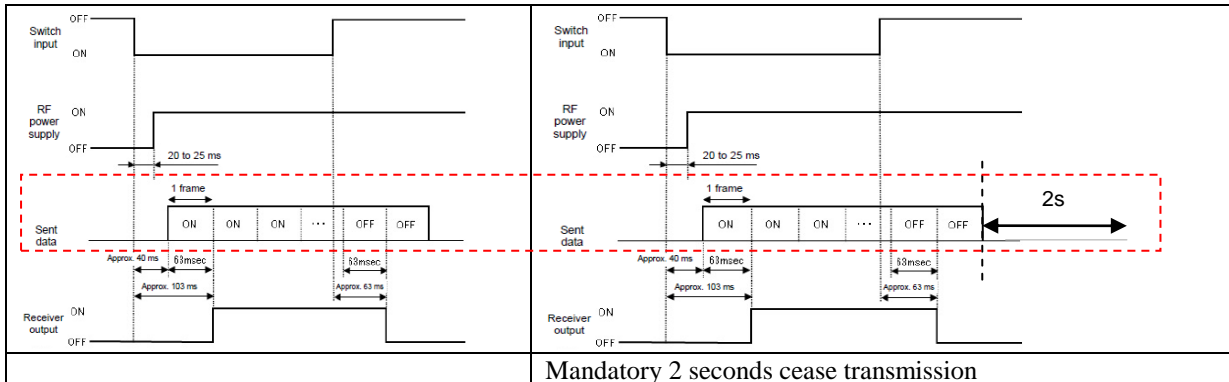 OFF
Switch
input
ON
RF
power
supply
ON
OFF
20 to 25 ms
1 frame
ON ON ON ··· OFF OFF
Sent
data
Approx. 40 ms 63msec 63msec
Approx. 103 ms Approx. 63 ms
Receiver
output
ON
OFF
OFF
Switch
input
ON
RF
power
supply
ON
OFF
20 to 25 ms
1 frame
2s
ON ON ON ··· OFF OFF
Sent
data
Approx. 40 ms 63msec 63msec
Approx. 103 ms Approx. 63 ms
Receiver
output
ON
OFF
Mandatory 2 seconds cease transmission